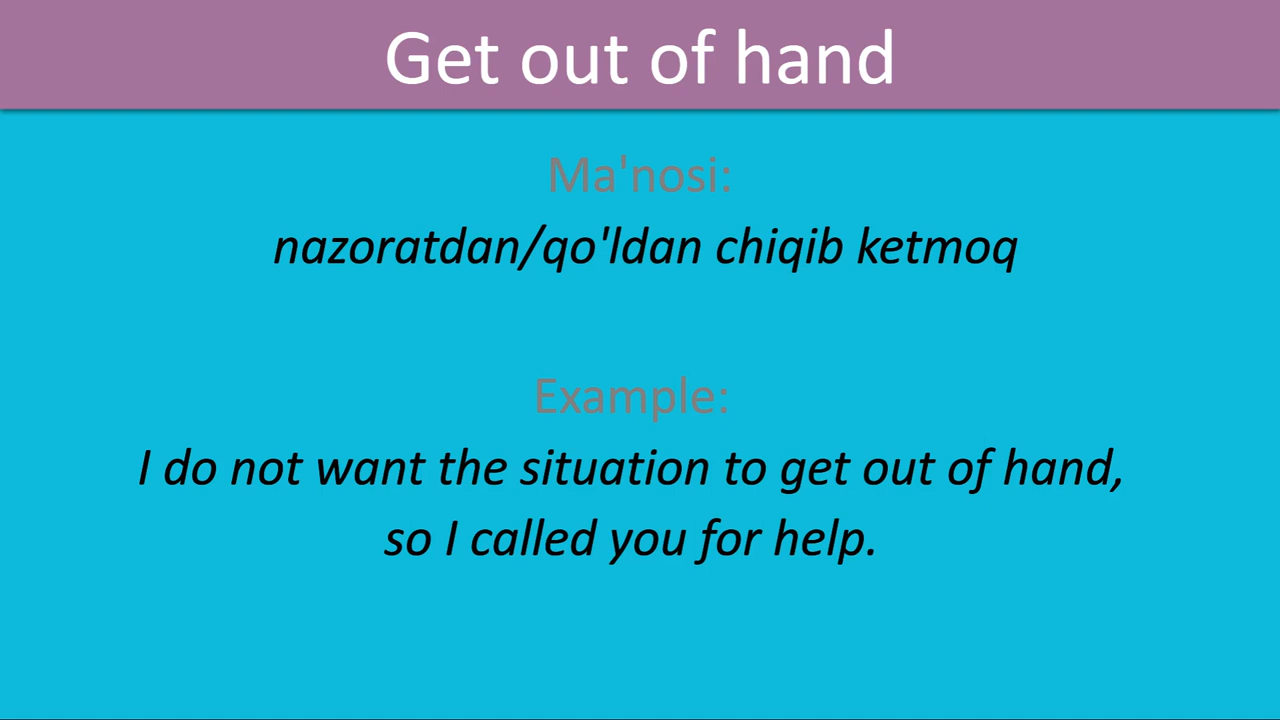 Get out of hand
Ma'nosi:
nazoratdan/qo'ldan chiqib ketmoq
Example:
I do not want the situation to get out of hand,
so I called you for help.